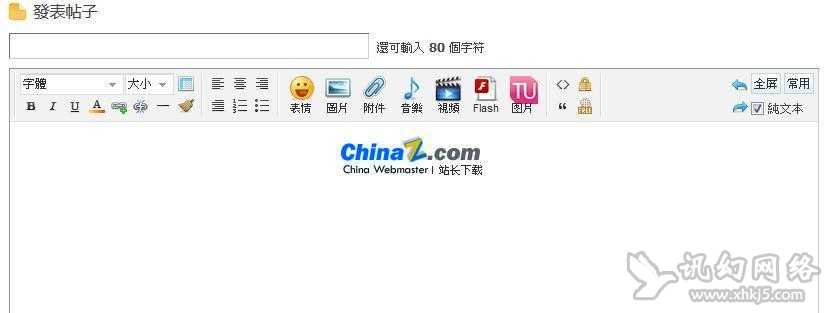 發表帖子
還可輸入 80 個字符
字體 大小 全屏 常用
B I U A 純文本
表情 圖片 附件 音樂 視頻 Flash 图片
TU
ChinaZ.com
China Webmaster | 站长下载
讯幻网络
www.xhkj5.com